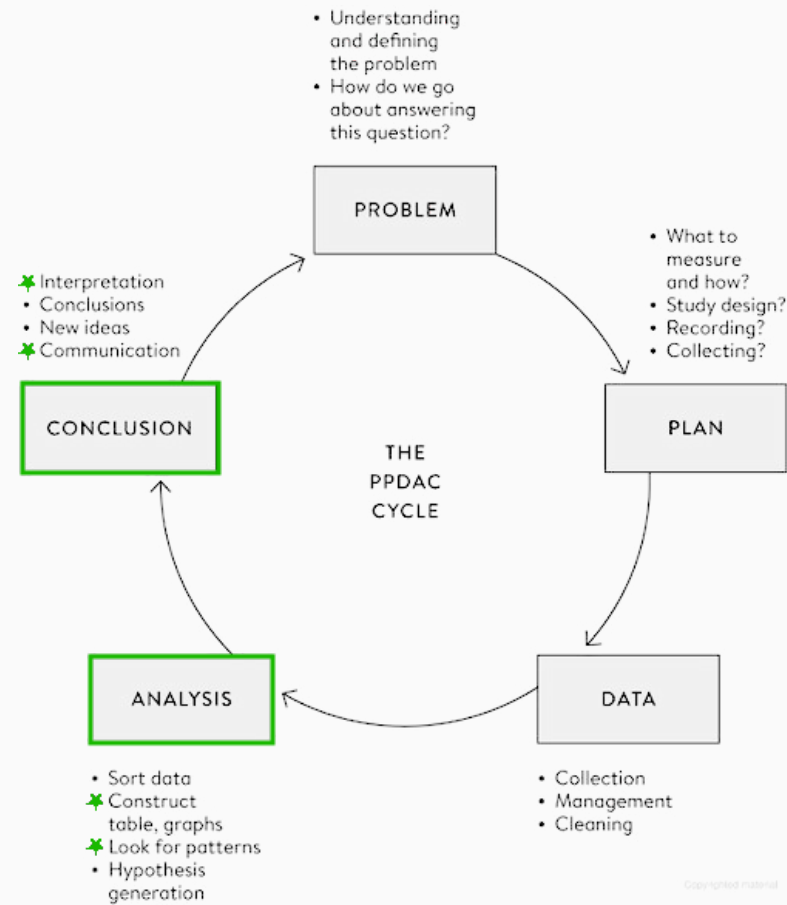 • Understanding
and defining
the problem
• How do we go
about answering
this question?
PROBLEM
• What to
measure
and how?
• Study design?
• Recording?
• Collecting?
PLAN
• Collection
• Management
• Cleaning
DATA
ANALYSIS
• Sort data
Construct
table, graphs
Look for patterns
• Hypothesis
generation
Interpretation
• Conclusions
• New ideas
Communication
CONCLUSION
THE
PPDAC
CYCLE
Copyrighted material